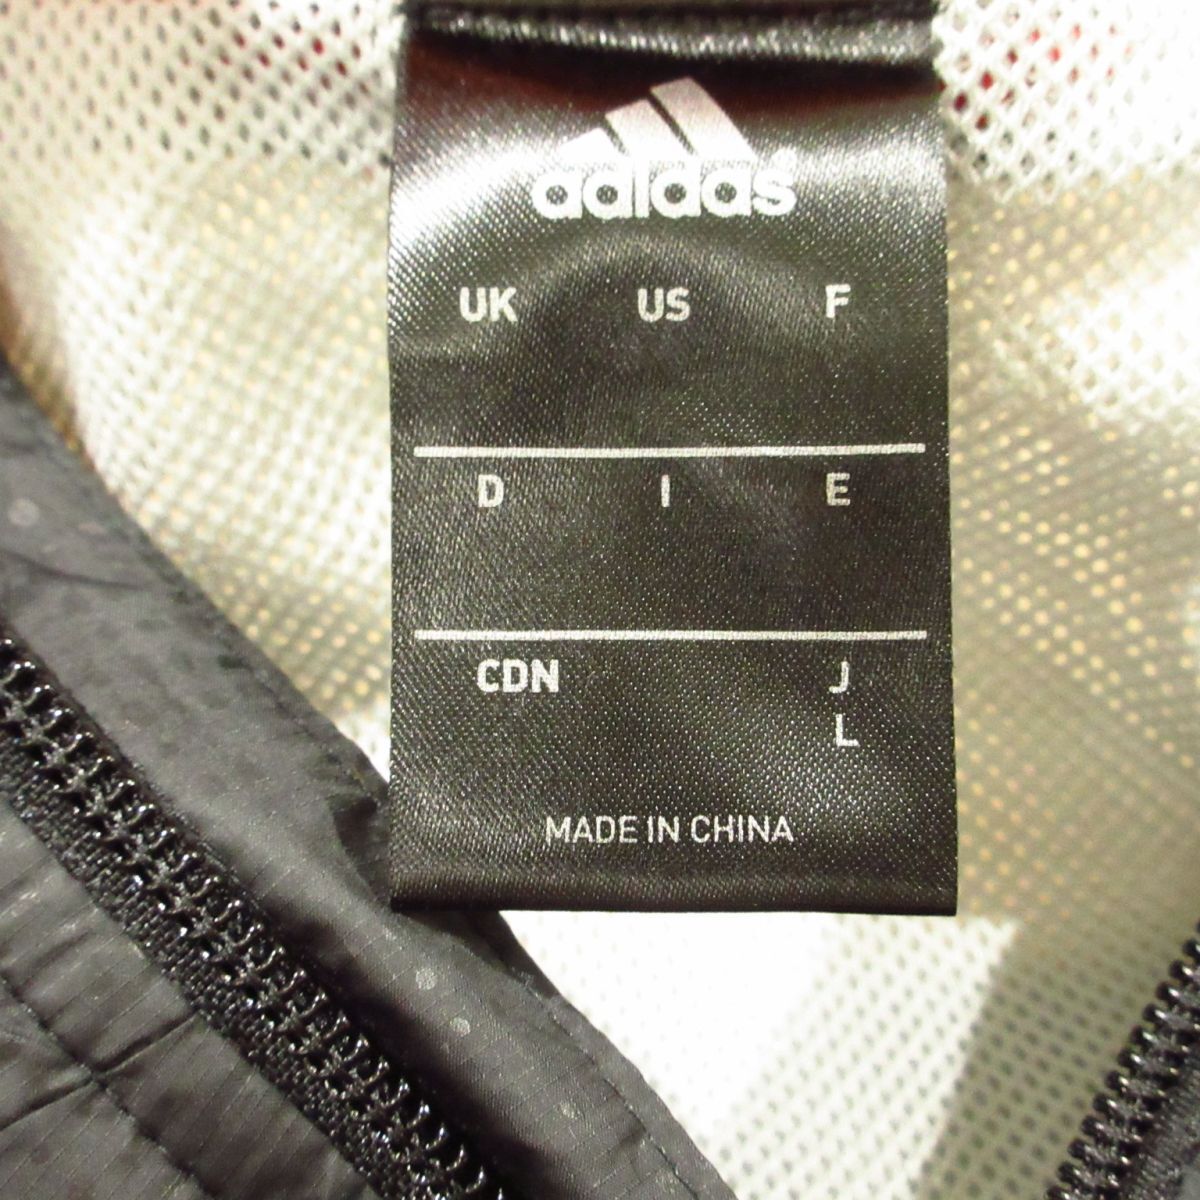 adidas®
UK US F
D I E
CDN J
L
MADE IN CHINA